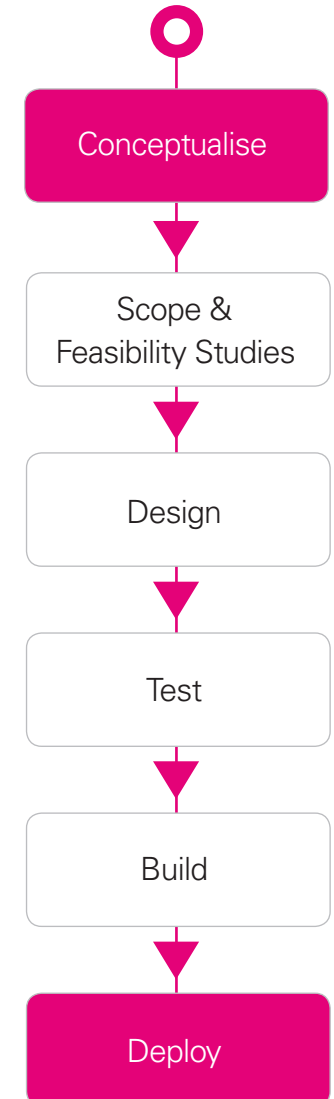 Conceptualise
Scope &
Feasibility Studies
Design
Test
Build
Deploy